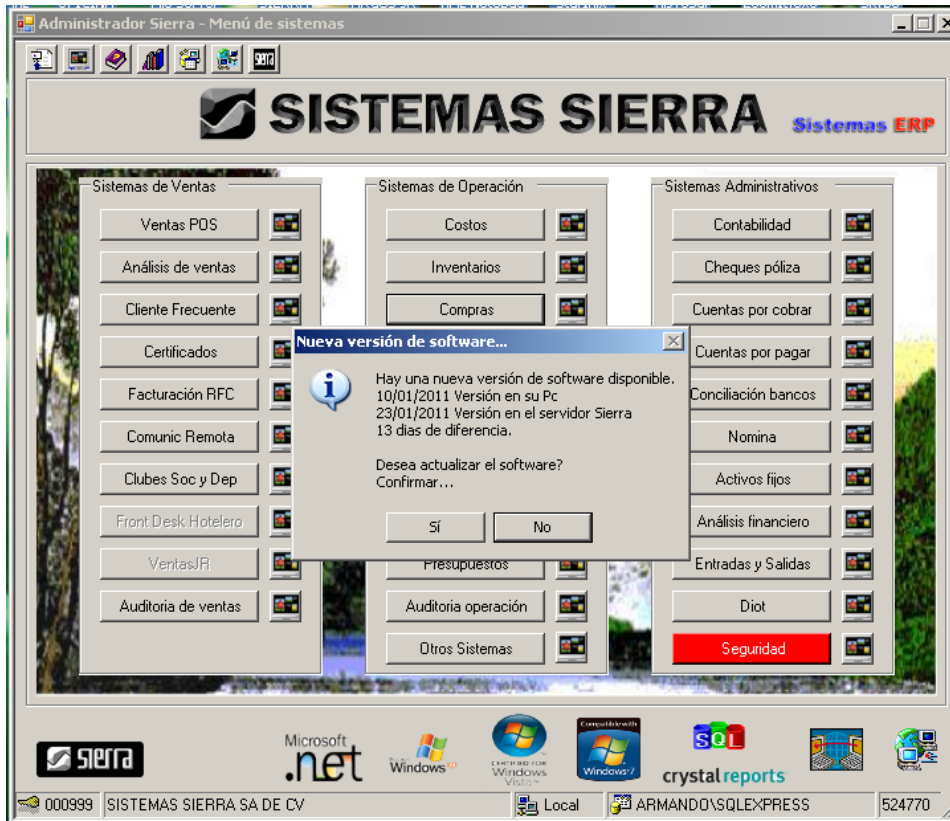 Administrador Sierra - Menú de sistemas
SISTEMAS SIERRA
Sistemas ERP
Sistemas de Ventas
Ventas POS
Análisis de ventas
Cliente Frecuente
Certificados
Facturación RFC
Comunic Remota
Clubes Soc y Dep
Front Desk Hotelero
VentasJR
Auditoria de ventas
Sistemas de Operación
Costos
Inventarios
Compras
Presupuestos
Auditoria operación
Otros Sistemas
Sistemas Administrativos
Contabilidad
Cheques póliza
Cuentas por cobrar
Cuentas por pagar
Conciliación bancos
Nomina
Activos fijos
Análisis financiero
Entradas y Salidas
Diot
Seguridad
Nueva versión de software...
Hay una nueva versión de software disponible.
10/01/2011 Versión en su Pc
23/01/2011 Versión en el servidor Sierra
13 dias de diferencia.
Desea actualizar el software?
Confirmar...
Sí
No
sierra
Microsoft
.net
Windows xp
CERTIFIED FOR
Windows
Vista
Compatible with
Windows 7
SQL
crystal reports
000999
SISTEMAS SIERRA SA DE CV
Local
ARMANDO\SQLEXPRESS
524770